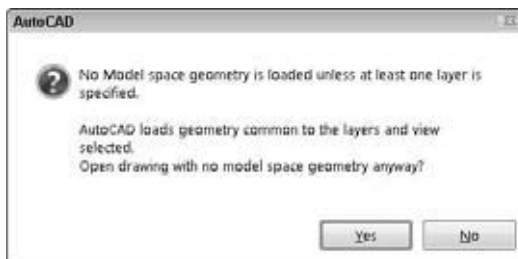 AutoCAD
No Model space geometry is loaded unless at least one layer is
specified.
AutoCAD loads geometry common to the layers and view
selected.
Open drawing with no model space geometry anyway?
Yes
No